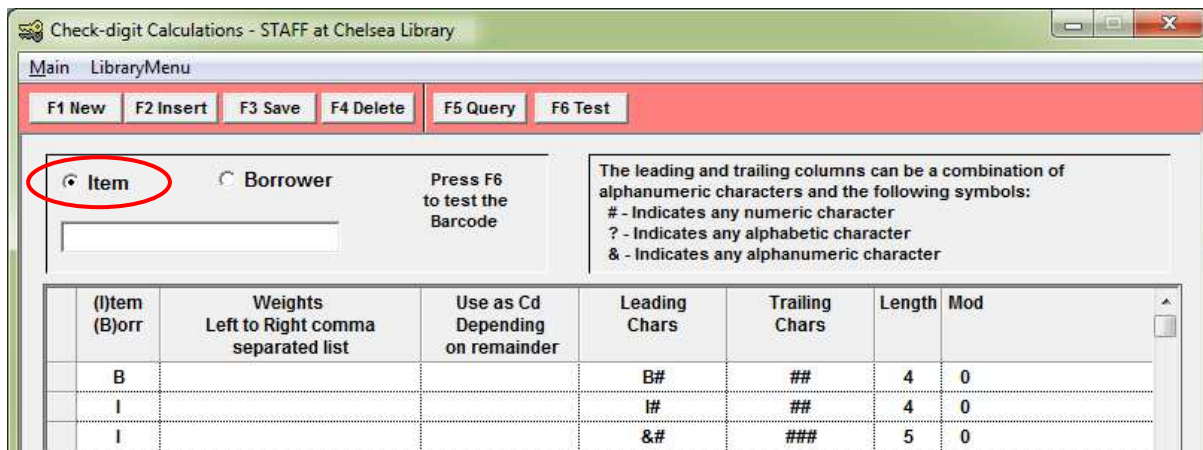 Check-digit Calculations - STAFF at Chelsea Library
Main LibraryMenu
F1 New F2 Insert F3 Save F4 Delete F5 Query F6 Test
Item Borrower
Press F6
to test the
Barcode
The leading and trailing columns can be a combination of
alphanumeric characters and the following symbols:
# - Indicates any numeric character
? - Indicates any alphabetic character
& - Indicates any alphanumeric character
(I)tem
(B)orr
Weights
Left to Right comma
separated list
Use as Cd
Depending
on remainder
Leading
Chars
Trailing
Chars
Length
Mod
B B# ## 4 0
I I# ## 4 0
I &# ### 5 0